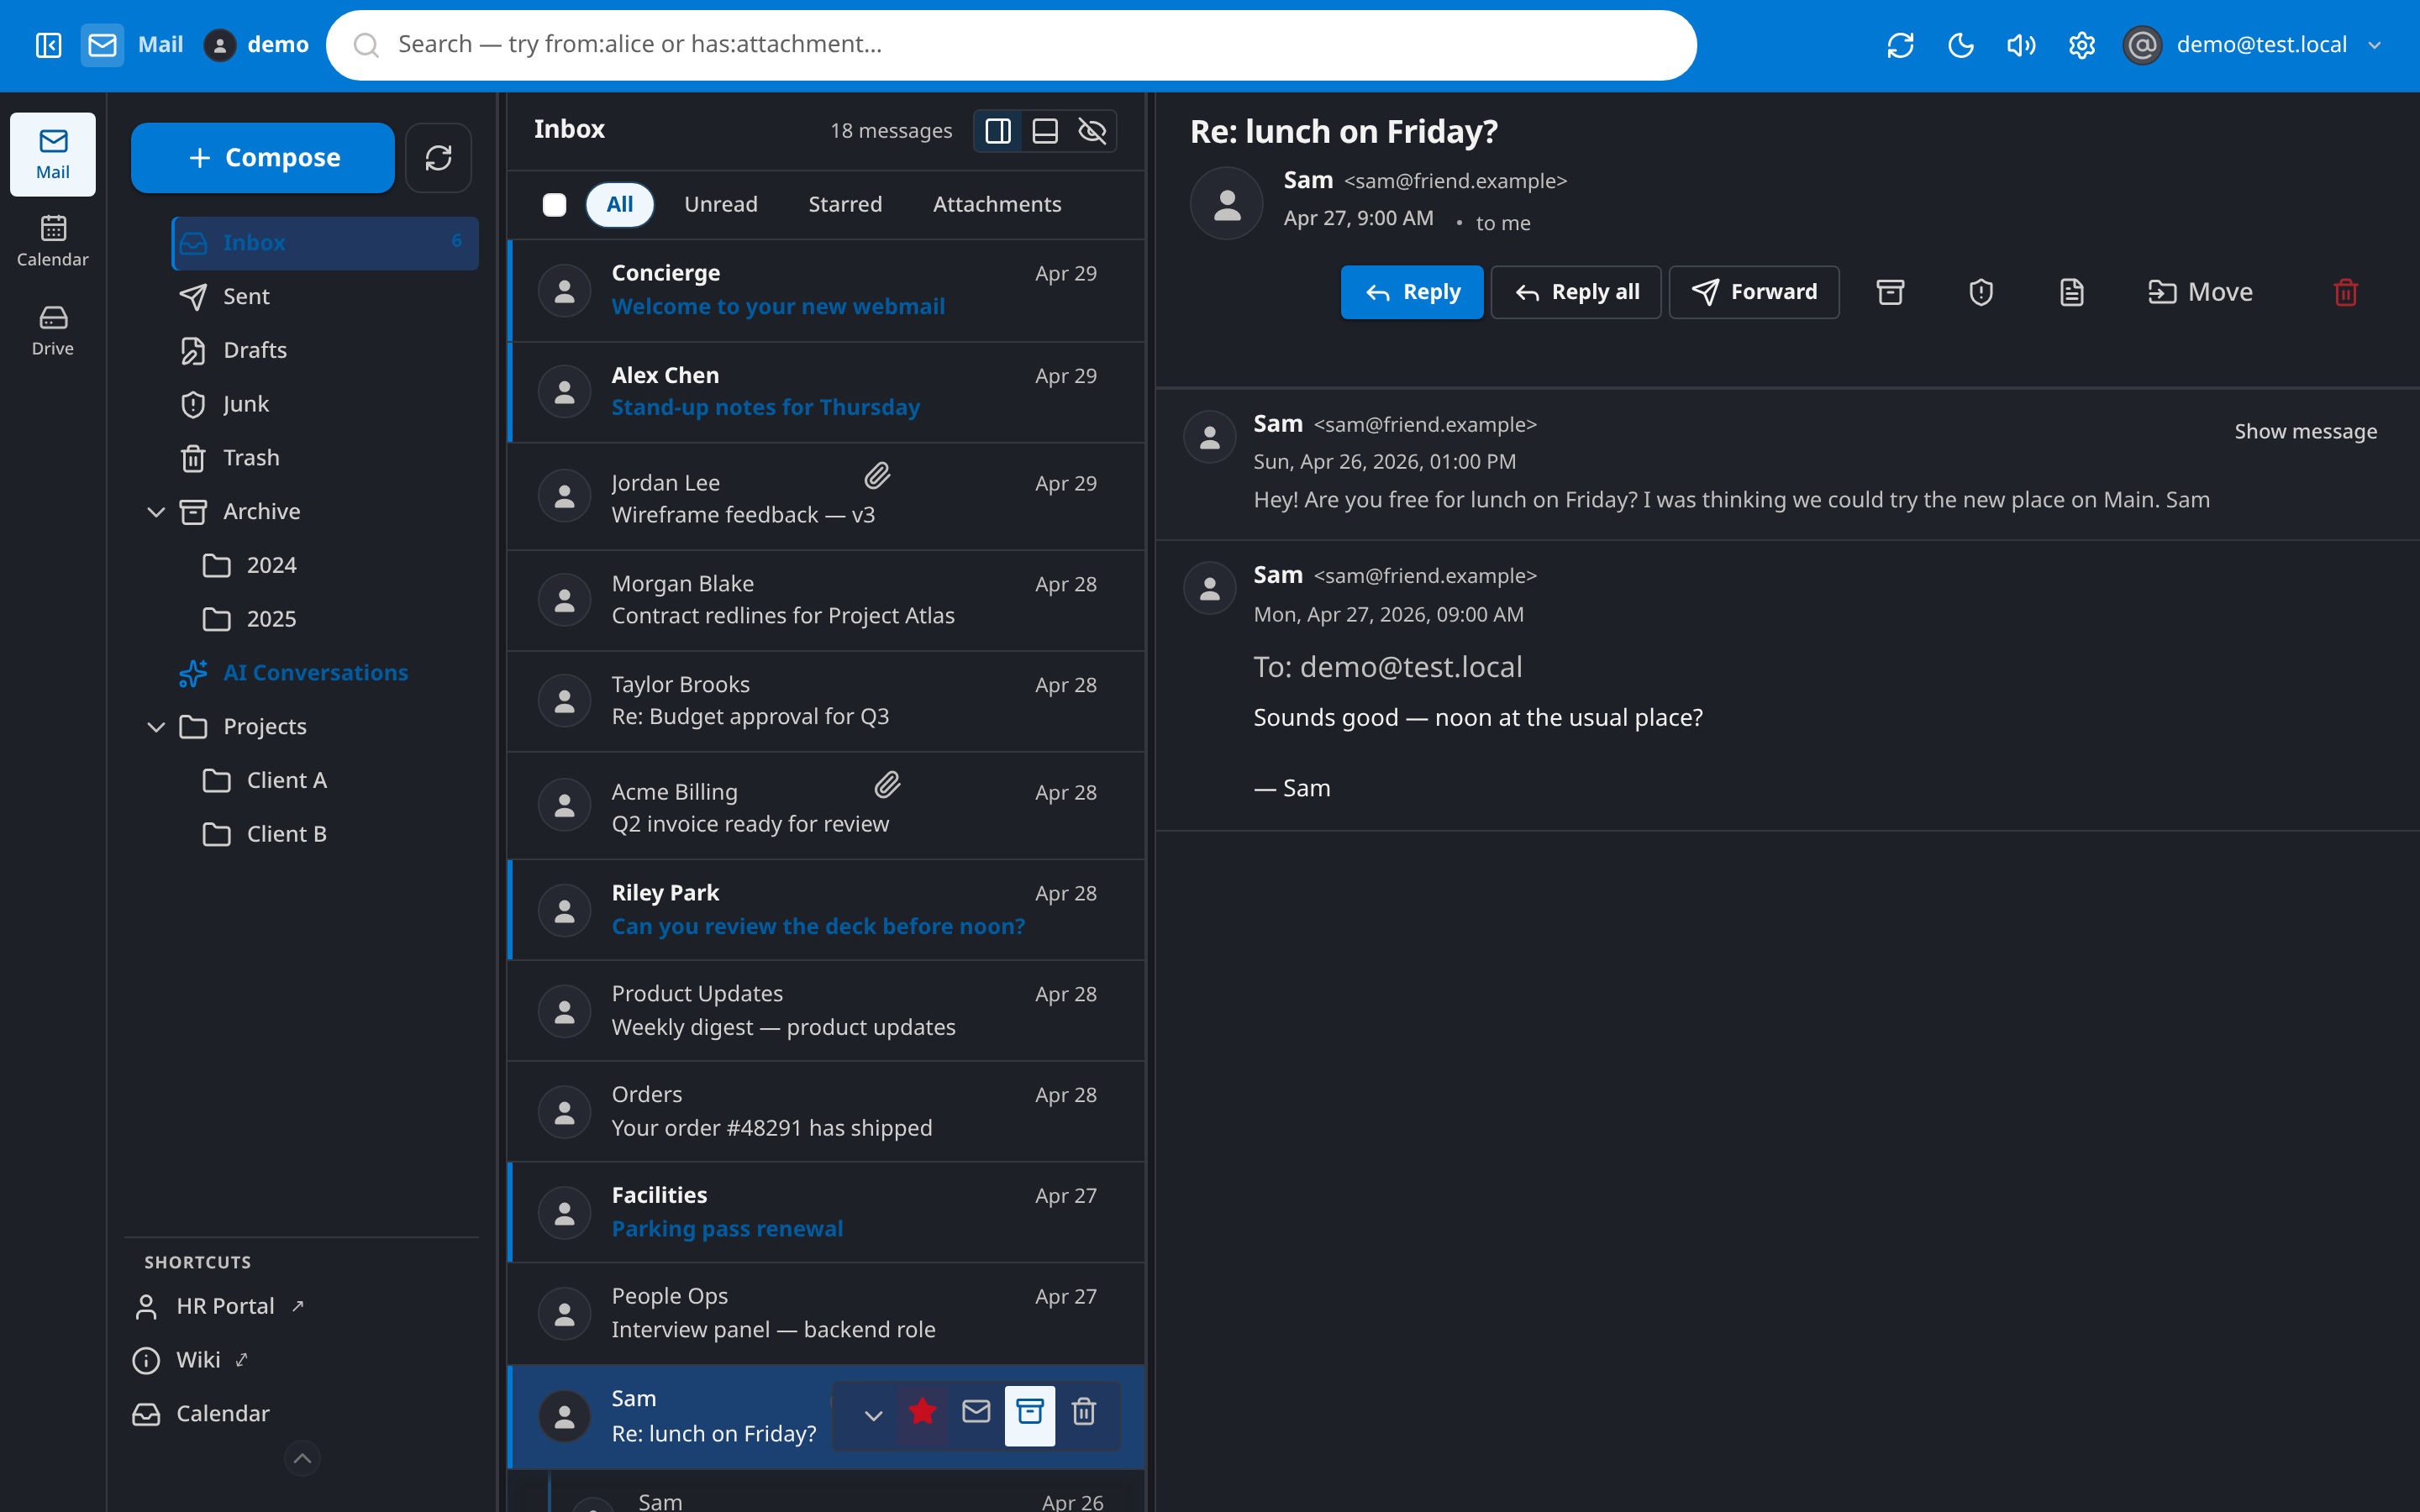 Mail
demo
Search — try from:alice or has:attachment...
demo@test.local
Mail
Calendar
Drive
Compose
Inbox 6
Sent
Drafts
Junk
Trash
Archive
2024
2025
AI Conversations
Projects
Client A
Client B
SHORTCUTS
HR Portal ↗
Wiki ⤢
Calendar
Inbox
18 messages
All
Unread
Starred
Attachments
Concierge Apr 29
Welcome to your new webmail
Alex Chen Apr 29
Stand-up notes for Thursday
Jordan Lee Apr 29
Wireframe feedback — v3
Morgan Blake Apr 28
Contract redlines for Project Atlas
Taylor Brooks Apr 28
Re: Budget approval for Q3
Acme Billing Apr 28
Q2 invoice ready for review
Riley Park Apr 28
Can you review the deck before noon?
Product Updates Apr 28
Weekly digest — product updates
Orders Apr 28
Your order #48291 has shipped
Facilities Apr 27
Parking pass renewal
People Ops Apr 27
Interview panel — backend role
Sam
Re: lunch on Friday?
Sam Apr 26
Re: lunch on Friday?
Sam <sam@friend.example>
Apr 27, 9:00 AM • to me
Reply
Reply all
Forward
Move
Sam <sam@friend.example>
Show message
Sun, Apr 26, 2026, 01:00 PM
Hey! Are you free for lunch on Friday? I was thinking we could try the new place on Main. Sam
Sam <sam@friend.example>
Mon, Apr 27, 2026, 09:00 AM
To: demo@test.local
Sounds good — noon at the usual place?
— Sam